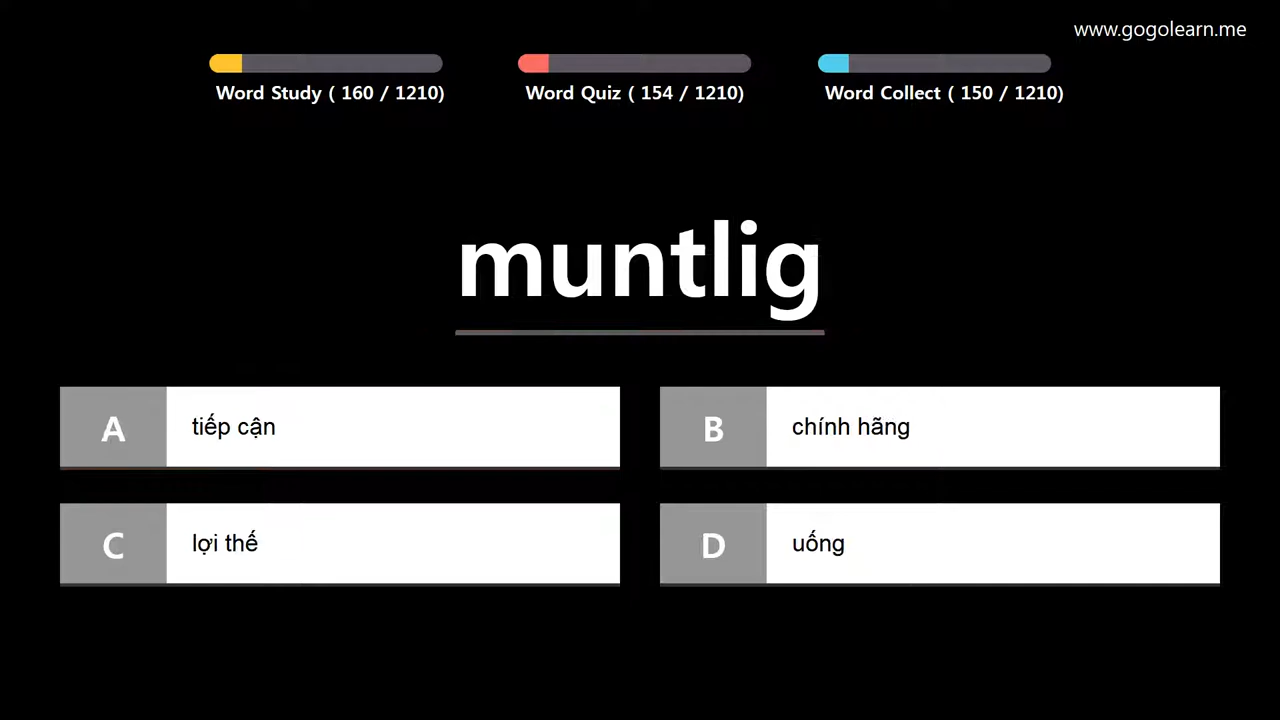 www.gogolearn.me
Word Study ( 160 / 1210)
Word Quiz ( 154 / 1210)
Word Collect ( 150 / 1210)
muntlig
A tiếp cận
B chính hãng
C lợi thế
D uống